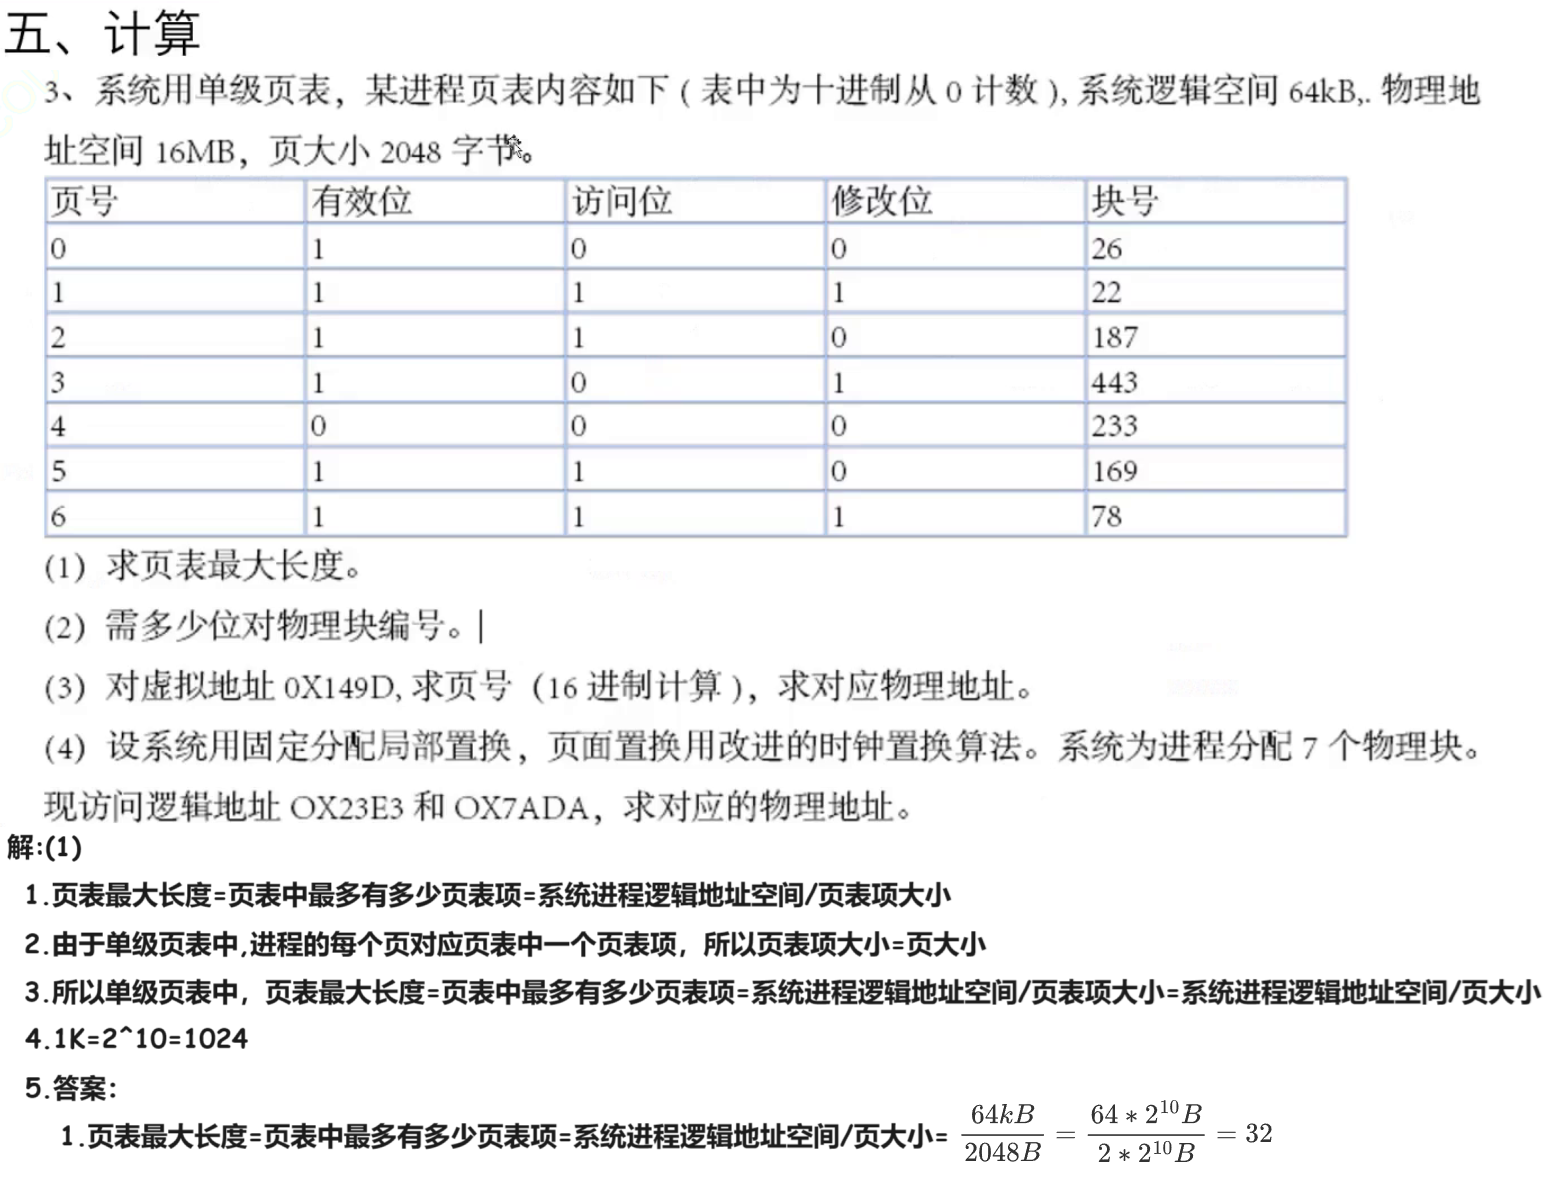 五、计算
3、系统用单级页表，某进程页表内容如下 ( 表中为十进制从 0 计数 ), 系统逻辑空间 64kB,. 物理地
址空间 16MB，页大小 2048 字节。
页号 有效位 访问位 修改位 块号
0 1 0 0 26
1 1 1 1 22
2 1 1 0 187
3 1 0 1 443
4 0 0 0 233
5 1 1 0 169
6 1 1 1 78
(1) 求页表最大长度。
(2) 需多少位对物理块编号。
(3) 对虚拟地址 0X149D, 求页号（16 进制计算 )，求对应物理地址。
(4) 设系统用固定分配局部置换，页面置换用改进的时钟置换算法。系统为进程分配 7 个物理块。
现访问逻辑地址 OX23E3 和 OX7ADA，求对应的物理地址。
解:(1)
1.页表最大长度=页表中最多有多少页表项=系统进程逻辑地址空间/页表项大小
2.由于单级页表中,进程的每个页对应页表中一个页表项，所以页表项大小=页大小
3.所以单级页表中，页表最大长度=页表中最多有多少页表项=系统进程逻辑地址空间/页表项大小=系统进程逻辑地址空间/页大小
4.1K=2^10=1024
5.答案:
1.页表最大长度=页表中最多有多少页表项=系统进程逻辑地址空间/页大小= \frac{64kB}{2048B} = \frac{64*2^{10}B}{2*2^{10}B} = 32